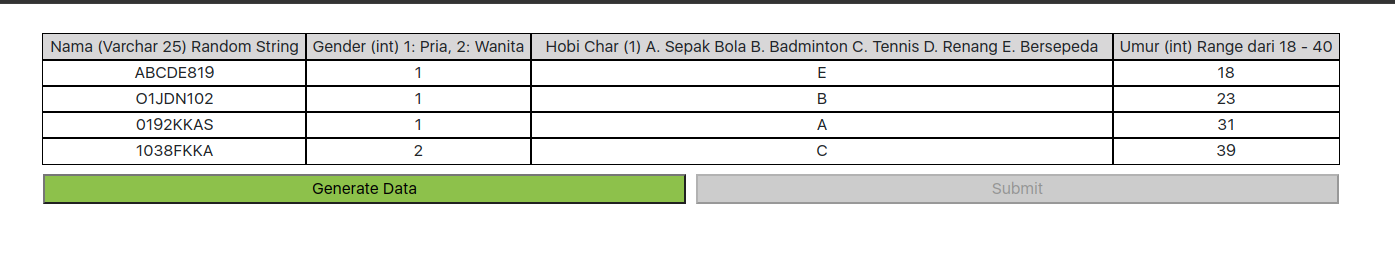 Nama (Varchar 25) Random String Gender (int) 1: Pria, 2: Wanita Hobi Char (1) A. Sepak Bola B. Badminton C. Tennis D. Renang E. Bersepeda Umur (int) Range dari 18 - 40
ABCDE819 1 E 18
O1JDN102 1 B 23
0192KKAS 1 A 31
1038FKKA 2 C 39
Generate Data Submit